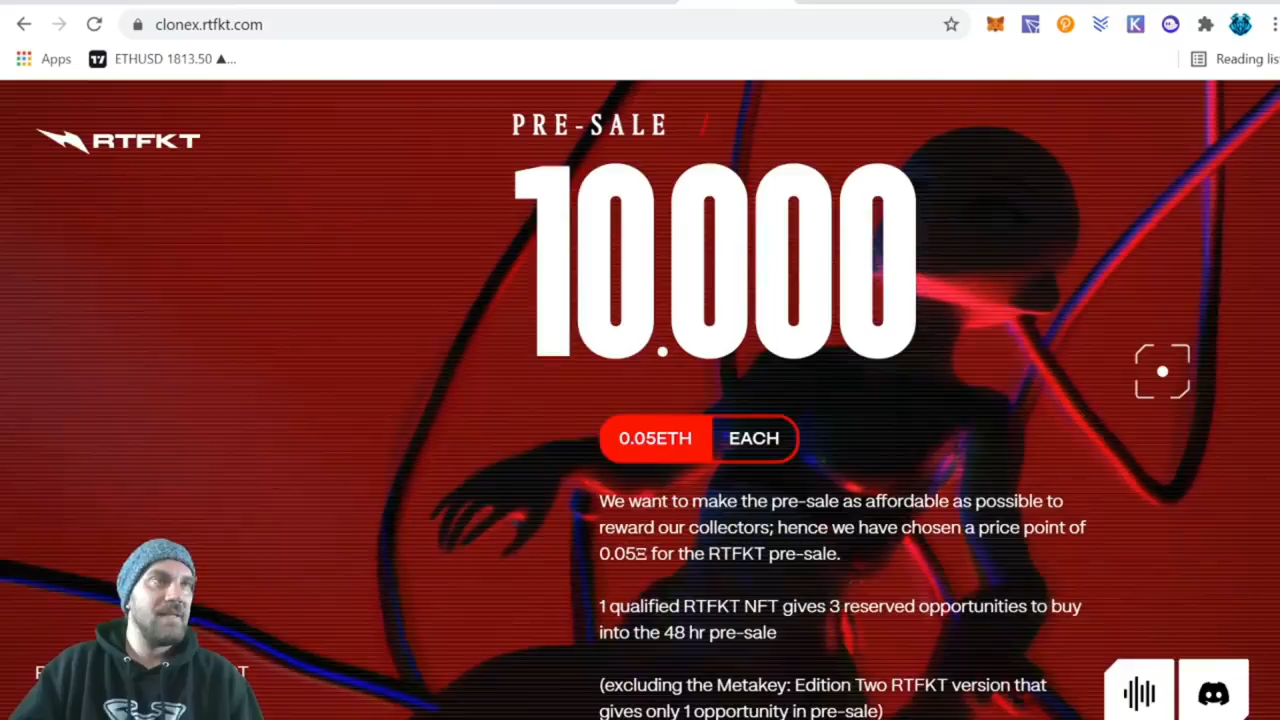 clonex.rtfkt.com
Apps
ETHUSD 1813.50 ▲...
Reading lis
RTFKT
PRE-SALE /
10.000
0.05ETH EACH
We want to make the pre-sale as affordable as possible to
reward our collectors; hence we have chosen a price point of
0.05Ξ for the RTFKT pre-sale.
1 qualified RTFKT NFT gives 3 reserved opportunities to buy
into the 48 hr pre-sale
(excluding the Metakey: Edition Two RTFKT version that
gives only 1 opportunity in pre-sale)